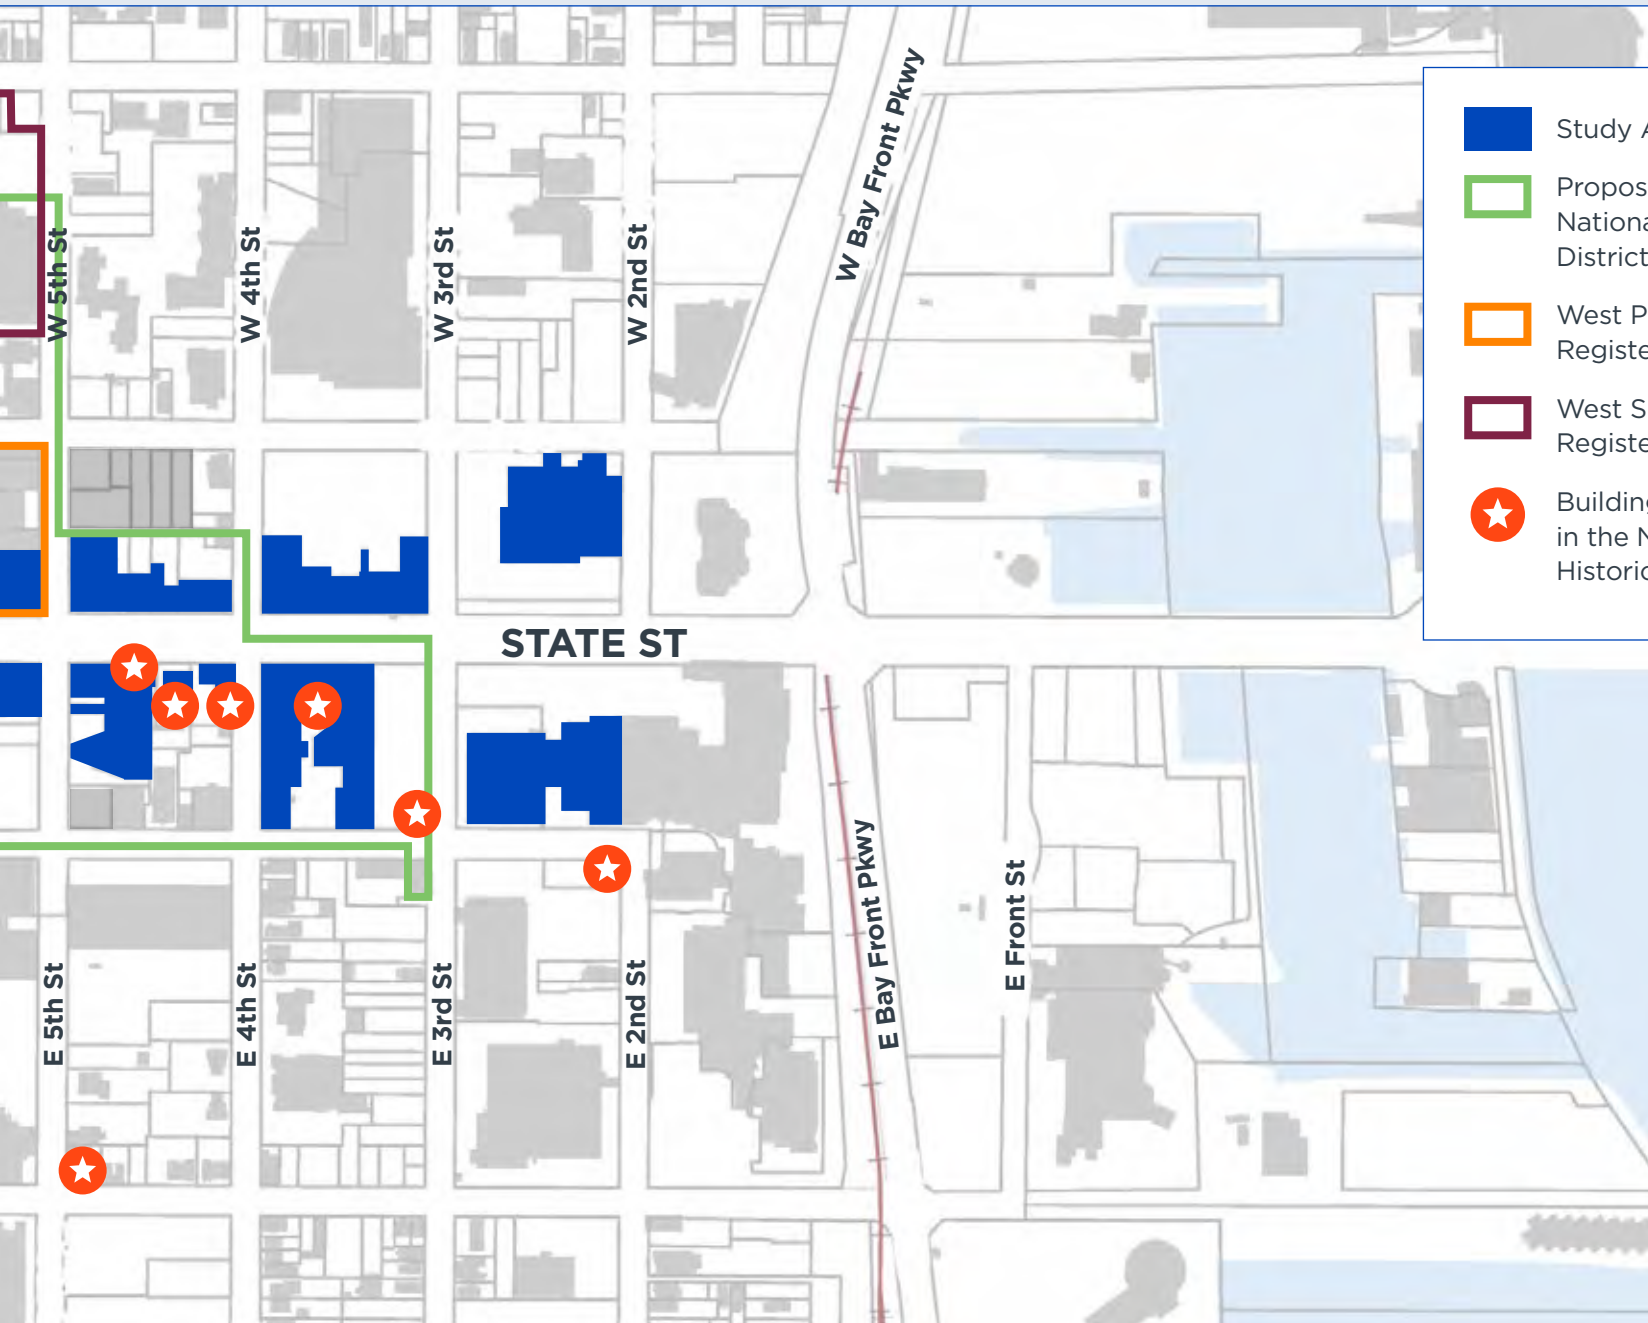 W Bay Front Pkwy
W 5th St
W 4th St
W 3rd St
W 2nd St
STATE ST
E Bay Front Pkwy
E Front St
E 5th St
E 4th St
E 3rd St
E 2nd St
Study
Nationa
District
West P
Registe
West S
Registe
Building
in the N
Historic